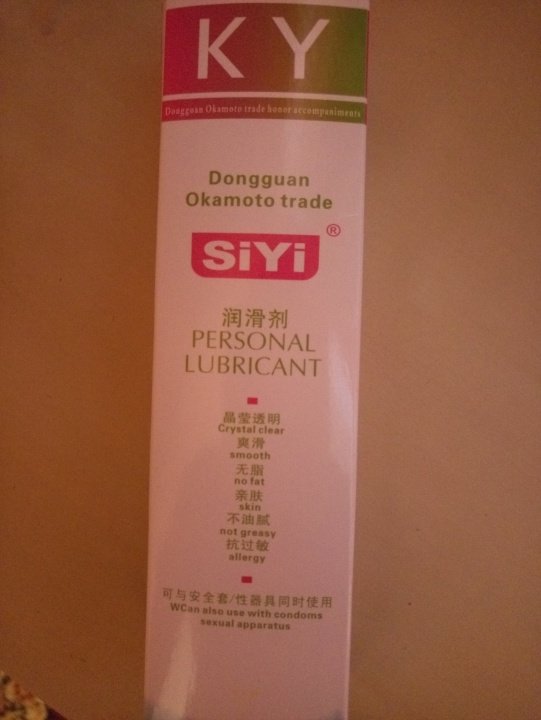 KY
Dongguan Okamoto trade honor accompaniments
Dongguan
Okamoto trade
SiYi®
润滑剂
PERSONAL
LUBRICANT
晶莹透明
Crystal clear
爽滑
smooth
无脂
no fat
亲肤
skin
不油腻
not greasy
抗过敏
allergy
可与安全套/性器具同时使用
WCan also use with condoms
sexual apparatus